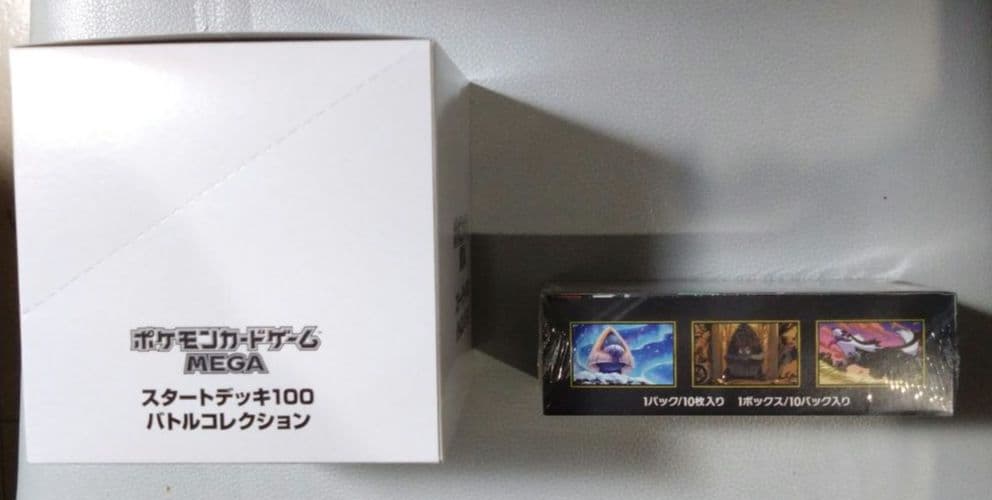 ポケモンカードゲーム
MEGA
スタートデッキ100
バトルコレクション
1パック/10枚入り 1ボックス/10パック入り